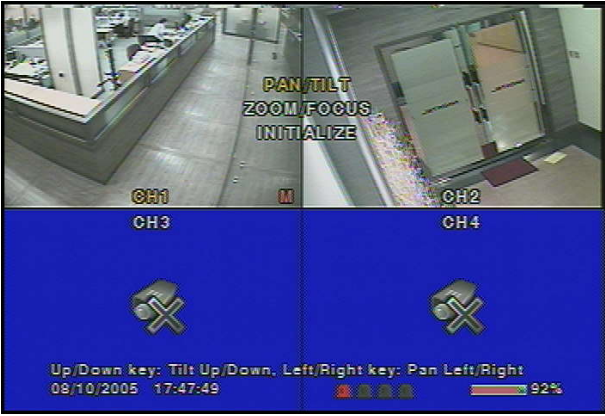 PAN/TILT
ZOOM/FOCUS
INITIALIZE
CH1
M
CH2
CH3
CH4
Up/Down key: Tilt Up/Down, Left/Right key: Pan Left/Right
08/10/2005 17:47:49
92%